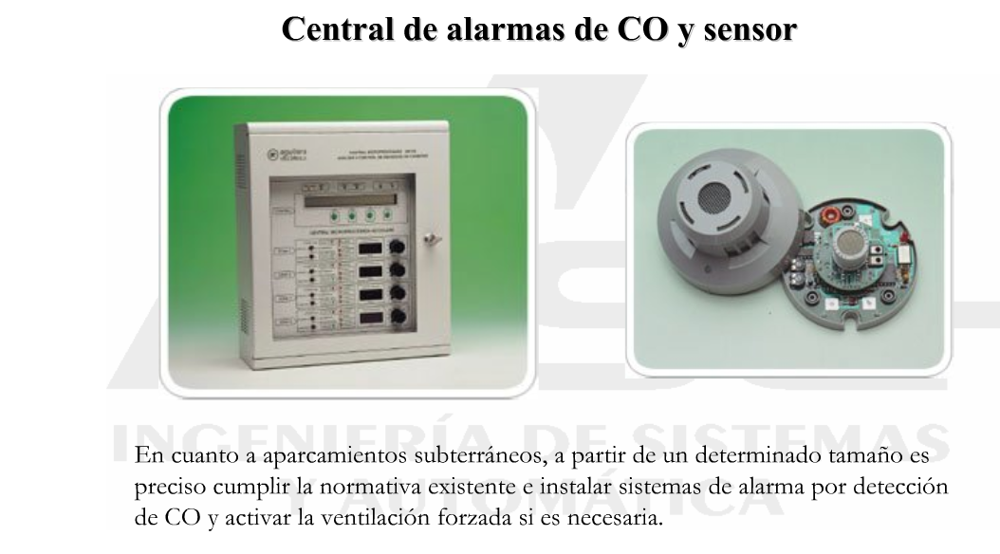 Central de alarmas de CO y sensor
aguilera
INGENIERÍA DE SISTEMAS
Y AUTOMÁTICA
En cuanto a aparcamientos subterráneos, a partir de un determinado tamaño es
preciso cumplir la normativa existente e instalar sistemas de alarma por detección
de CO y activar la ventilación forzada si es necesaria.